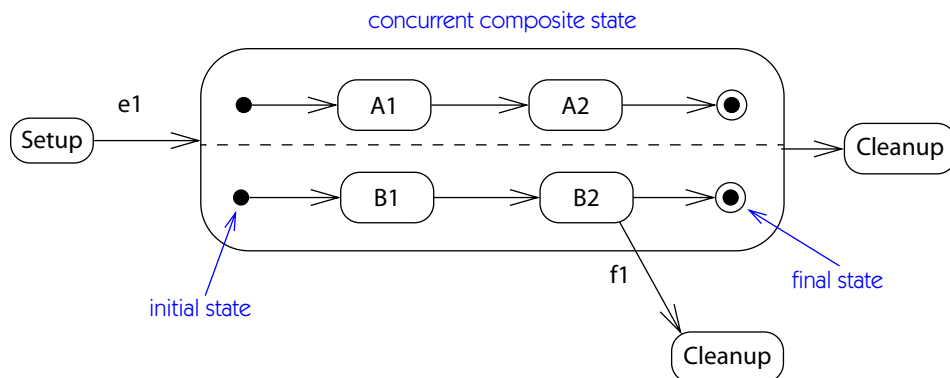 concurrent composite state
e1
A1
A2
Setup
Cleanup
B1
B2
f1
initial state
final state
Cleanup